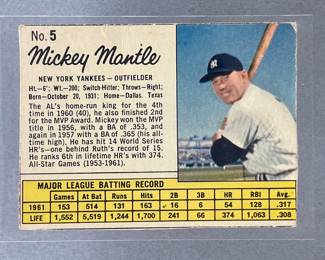 No. 5
Mickey Mantle
NEW YORK YANKEES—OUTFIELDER
Ht.—6'; Wt.—200; Switch-Hitter; Throws—Right;
Born—October 20, 1931; Home—Dallas, Texas
The AL's home-run king for the 4th
time in 1960 (40), he also finished 2nd
for the MVP Award. Mickey won the MVP
title in 1956, with a BA of .353, and
again in 1957, with a BA of .365 (his all-time
high). He has hit 14 World Series
HR's—one behind Ruth's record of 15.
He ranks 6th in lifetime HR's with 374.
All-Star Games (1953-1961).
MAJOR LEAGUE BATTING RECORD
Games At Bat Runs Hits 2B 3B HR RBI Avg.
1961 153 514 131 163 16 6 54 128 .317
LIFE 1,552 5,519 1,244 1,700 241 66 374 1,063 .308